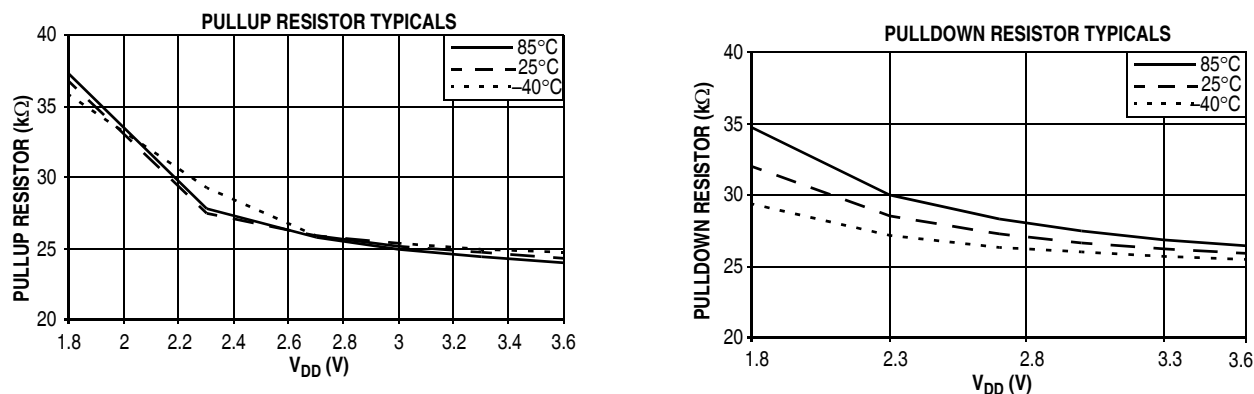 PULLUP RESISTOR TYPICALS
85°C
25°C
–40°C
PULLUP RESISTOR (kΩ)
40
35
30
25
20
1.8 2 2.2 2.4 2.6 2.8 3 3.2 3.4 3.6
VDD (V)
PULLDOWN RESISTOR TYPICALS
85°C
25°C
–40°C
PULLDOWN RESISTOR (kΩ)
40
35
30
25
20
1.8 2.3 2.8 3.3 3.6
VDD (V)